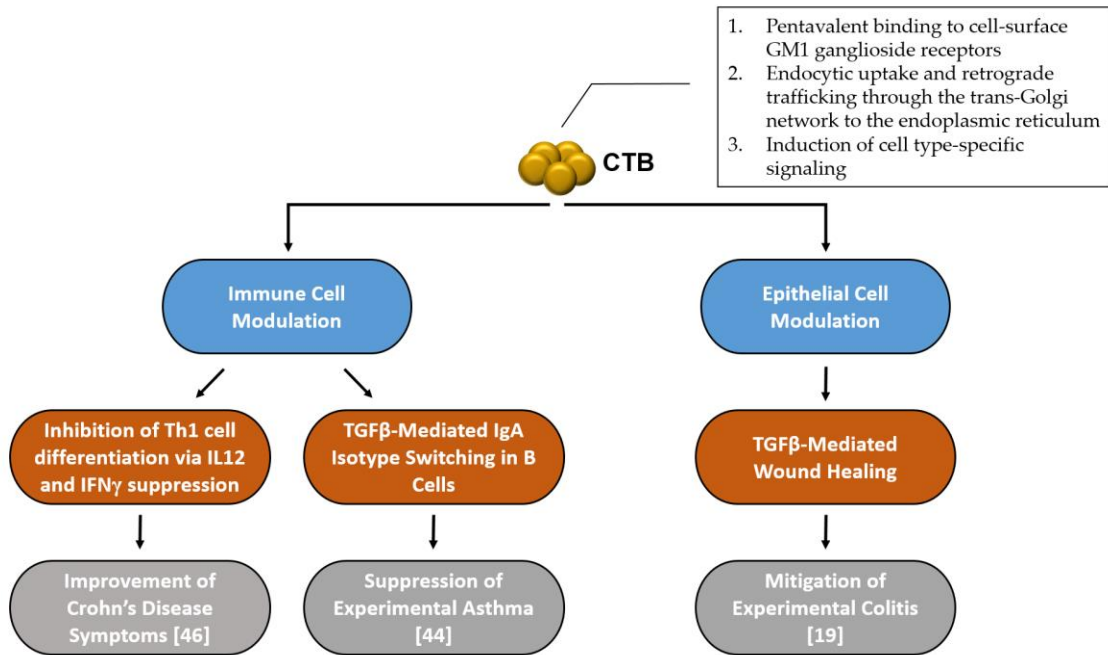 1. Pentavalent binding to cell-surface
GM1 ganglioside receptors
2. Endocytic uptake and retrograde
trafficking through the trans-Golgi
network to the endoplasmic reticulum
3. Induction of cell type-specific
signaling
CTB
Immune Cell
Modulation
Epithelial Cell
Modulation
Inhibition of Th1 cell
differentiation via IL12
and IFNγ suppression
TGFβ-Mediated IgA
Isotype Switching in B
Cells
TGFβ-Mediated
Wound Healing
Improvement of
Crohn’s Disease
Symptoms [46]
Suppression of
Experimental Asthma
[44]
Mitigation of
Experimental Colitis
[19]